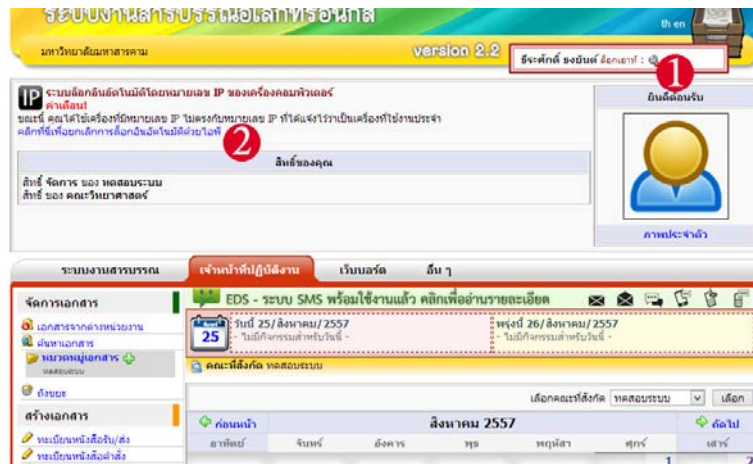 ระบบงานสารบรรณอิเล็กทรอนิกส์
th en
มหาวิทยาลัยมหาสารคาม
version 2.2
ธีระศักดิ์ ธงยันต์ ล็อกเอาท์ :
1
IP ระบบล็อกอินอัตโนมัติโดยหมายเลข IP ของเครื่องคอมพิวเตอร์
คำเตือน!
ขณะนี้ คุณได้ใช้เครื่องที่มีหมายเลข IP ไม่ตรงกับหมายเลข IP ที่ได้แจ้งไว้ว่าเป็นเครื่องที่ใช้งานประจำ
คลิกที่นี่เพื่อยกเลิกการล็อกอินอัตโนมัติด้วยไอพี
2
สิทธิ์ของคุณ
สิทธิ์ จัดการ ของ ทดสอบระบบ
สิทธิ์ ของ คณะวิทยาศาสตร์
ยินดีต้อนรับ
ภาพประจำตัว
ระบบงานสารบรรณ
เจ้าหน้าที่ปฏิบัติงาน
เว็บบอร์ด
อื่น ๆ
จัดการเอกสาร
เอกสารจากต่างหน่วยงาน
ค้นหาเอกสาร
หมวดหมู่เอกสาร
ทดสอบระบบ
ถังขยะ
สร้างเอกสาร
ทะเบียนหนังสือรับ/ส่ง
ทะเบียนหนังสือคำสั่ง
EDS - ระบบ SMS พร้อมใช้งานแล้ว คลิกเพื่ออ่านรายละเอียด
25
วันนี้ 25/สิงหาคม/2557
- ไม่มีกิจกรรมสำหรับวันนี้ -
พรุ่งนี้ 26/สิงหาคม/2557
- ไม่มีกิจกรรมสำหรับวันนี้ -
คณะที่สังกัด ทดสอบระบบ
เลือกคณะที่สังกัด ทดสอบระบบ เลือก
ก่อนหน้า
สิงหาคม 2557
ถัดไป
อาทิตย์ จันทร์ อังคาร พุธ พฤหัสฯ ศุกร์ เสาร์
1 2